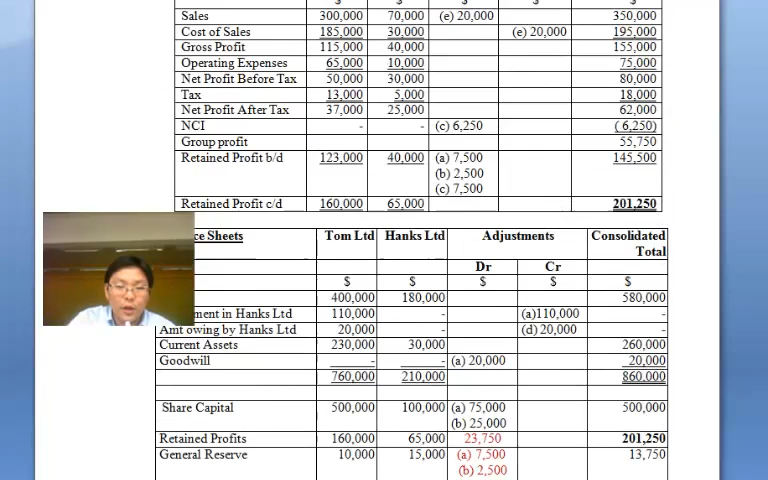 $ $ $ $ $
Sales 300,000 70,000 (e) 20,000 350,000
Cost of Sales 185,000 30,000 (e) 20,000 195,000
Gross Profit 115,000 40,000 155,000
Operating Expenses 65,000 10,000 75,000
Net Profit Before Tax 50,000 30,000 80,000
Tax 13,000 5,000 18,000
Net Profit After Tax 37,000 25,000 62,000
NCI - - (c) 6,250 ( 6,250)
Group profit 55,750
Retained Profit b/d 123,000 40,000 (a) 7,500 145,500
(b) 2,500
(c) 7,500
Retained Profit c/d 160,000 65,000 201,250
ce Sheets Tom Ltd Hanks Ltd Adjustments Consolidated
Total
Dr Cr
$ $ $ $ $
400,000 180,000 580,000
ment in Hanks Ltd 110,000 - (a)110,000 -
Amt owing by Hanks Ltd 20,000 - (d) 20,000 -
Current Assets 230,000 30,000 260,000
Goodwill - - (a) 20,000 20,000
760,000 210,000 860,000
Share Capital 500,000 100,000 (a) 75,000 500,000
(b) 25,000
Retained Profits 160,000 65,000 23,750 201,250
General Reserve 10,000 15,000 (a) 7,500 13,750
(b) 2,500